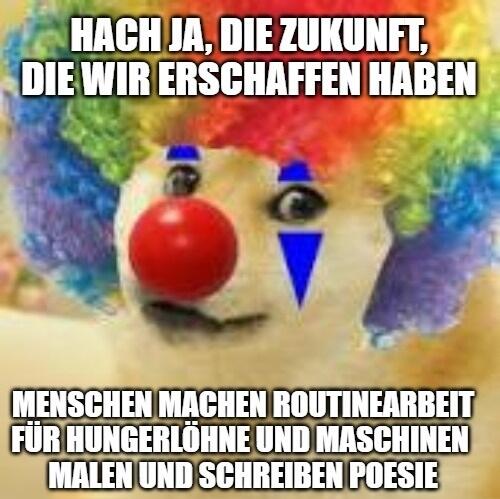 HACH JA, DIE ZUKUNFT,
DIE WIR ERSCHAFFEN HABEN
MENSCHEN MACHEN ROUTINEARBEIT
FÜR HUNGERLÖHNE UND MASCHINEN
MALEN UND SCHREIBEN POESIE